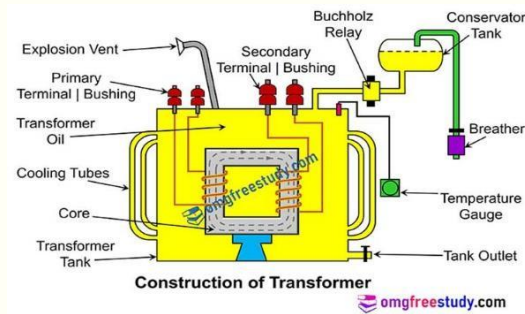 Buchholz
Relay
Conservator
Tank
Explosion Vent
Secondary
Terminal | Bushing
Primary
Terminal | Bushing
Transformer
Oil
Breather
Cooling Tubes
omgfreestudy.com
Core
Temperature
Gauge
Transformer
Tank
Tank Outlet
Construction of Transformer
omgfreestudy.com